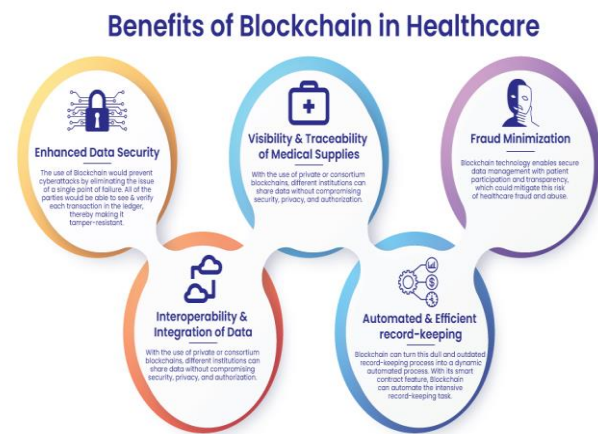 Benefits of Blockchain in Healthcare
Enhanced Data Security
The use of Blockchain would prevent
cyberattacks by eliminating the issue
of a single point of failure. All of the
parties would be able to see & verify
each transaction in the ledger,
thereby making it
tamper-resistant.
Interoperability &
Integration of Data
With the use of private or consortium
blockchains, different institutions can
share data without compromising
security, privacy, and authorization.
Visibility & Traceability
of Medical Supplies
With the use of private or consortium
blockchains, different institutions can
share data without compromising
security, privacy, and authorization.
Automated & Efficient
record-keeping
Blockchain can turn this dull and outdated
record-keeping process into a dynamic
automated process. With its smart
contract feature, Blockchain
can automate the intensive
record-keeping task.
Fraud Minimization
Blockchain technology enables secure
data management with patient
participation and transparency,
which could mitigate this risk
of healthcare fraud and abuse.